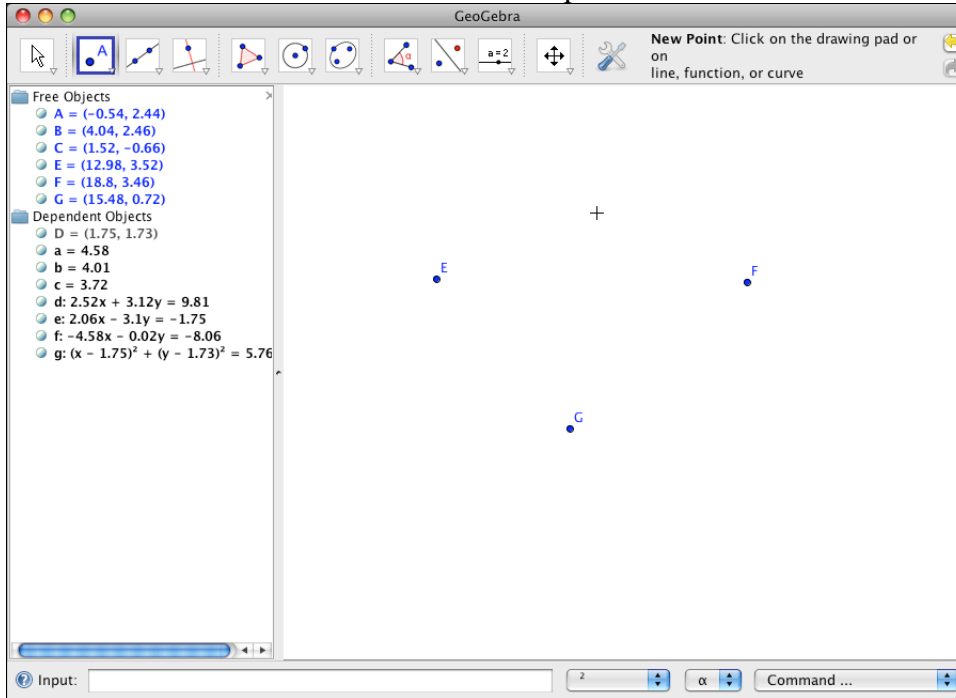 GeoGebra
A
α
a=2
New Point: Click on the drawing pad or
on
line, function, or curve
Free Objects
A = (-0.54, 2.44)
B = (4.04, 2.46)
C = (1.52, -0.66)
E = (12.98, 3.52)
F = (18.8, 3.46)
G = (15.48, 0.72)
Dependent Objects
D = (1.75, 1.73)
a = 4.58
b = 4.01
c = 3.72
d: 2.52x + 3.12y = 9.81
e: 2.06x - 3.1y = -1.75
f: -4.58x - 0.02y = -8.06
g: (x - 1.75)² + (y - 1.73)² = 5.76
E
F
G
Input:
²
α
Command ...